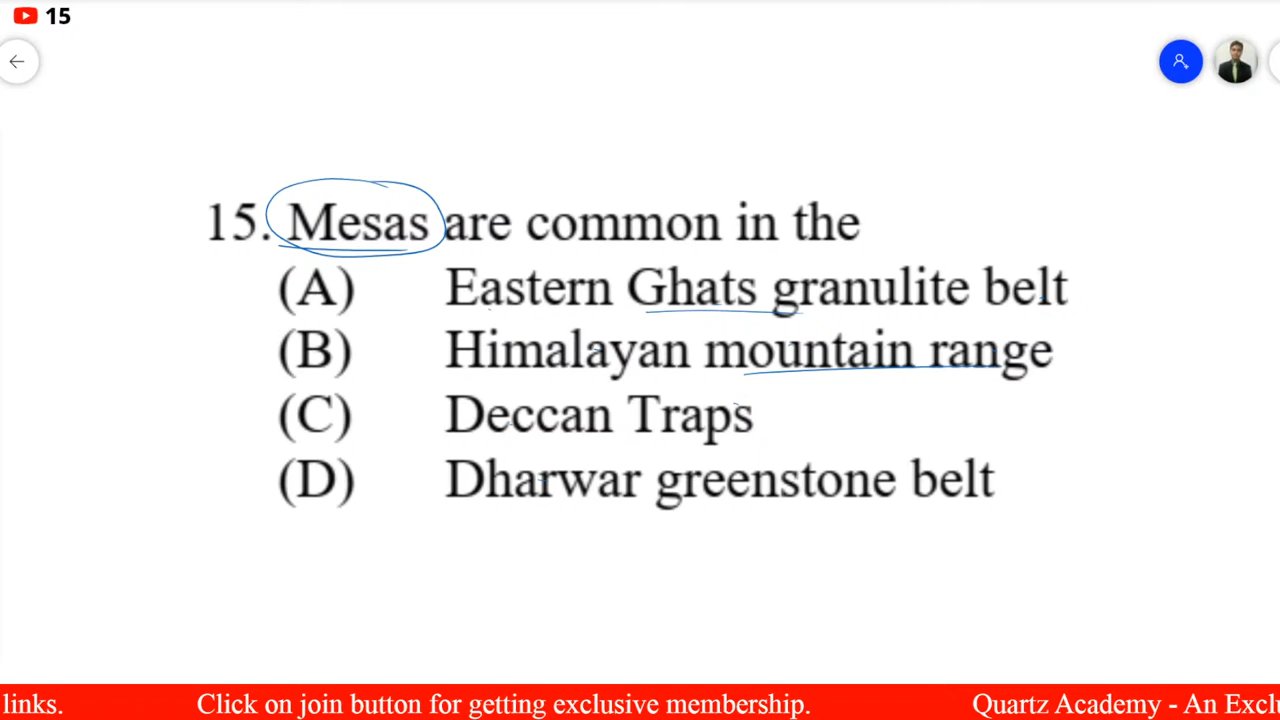 15
15. Mesas are common in the
(A) Eastern Ghats granulite belt
(B) Himalayan mountain range
(C) Deccan Traps
(D) Dharwar greenstone belt
links. Click on join button for getting exclusive membership. Quartz Academy - An Exclu